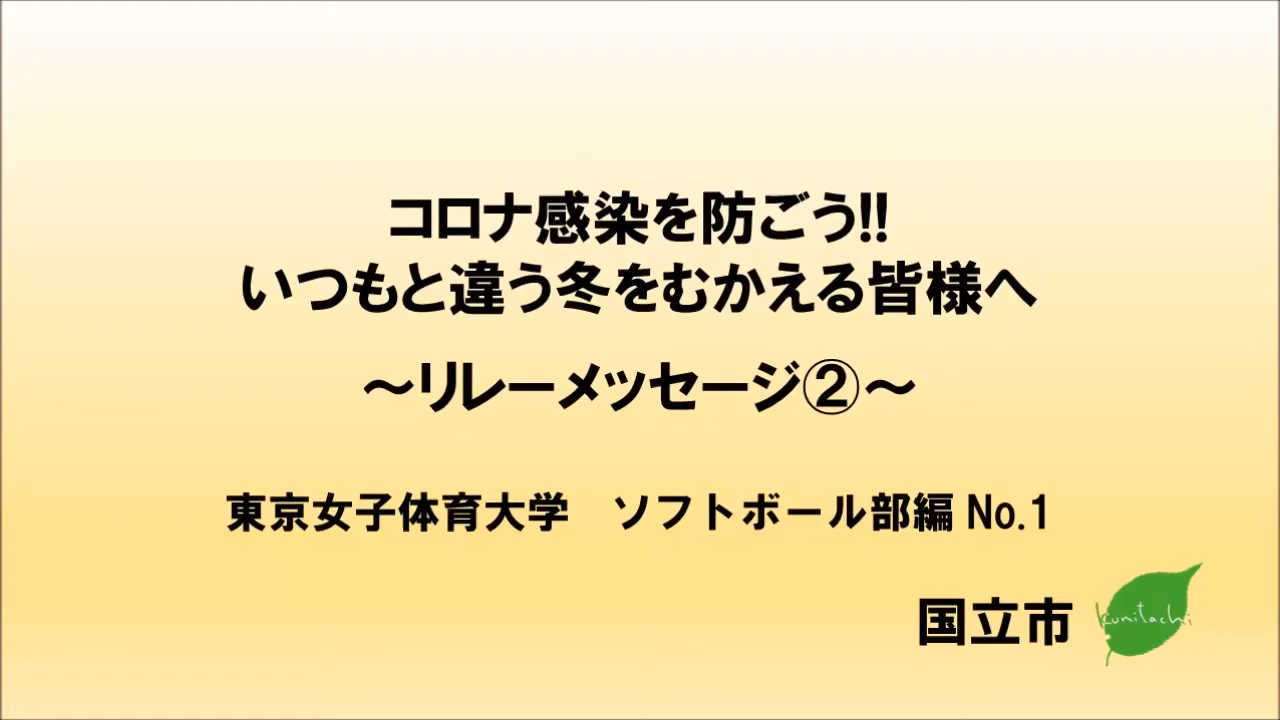 コロナ感染を防ごう!!
いつもと違う冬をむかえる皆様へ
～リレーメッセージ②～
東京女子体育大学　ソフトボール部編 No.1
国立市
kunitachi